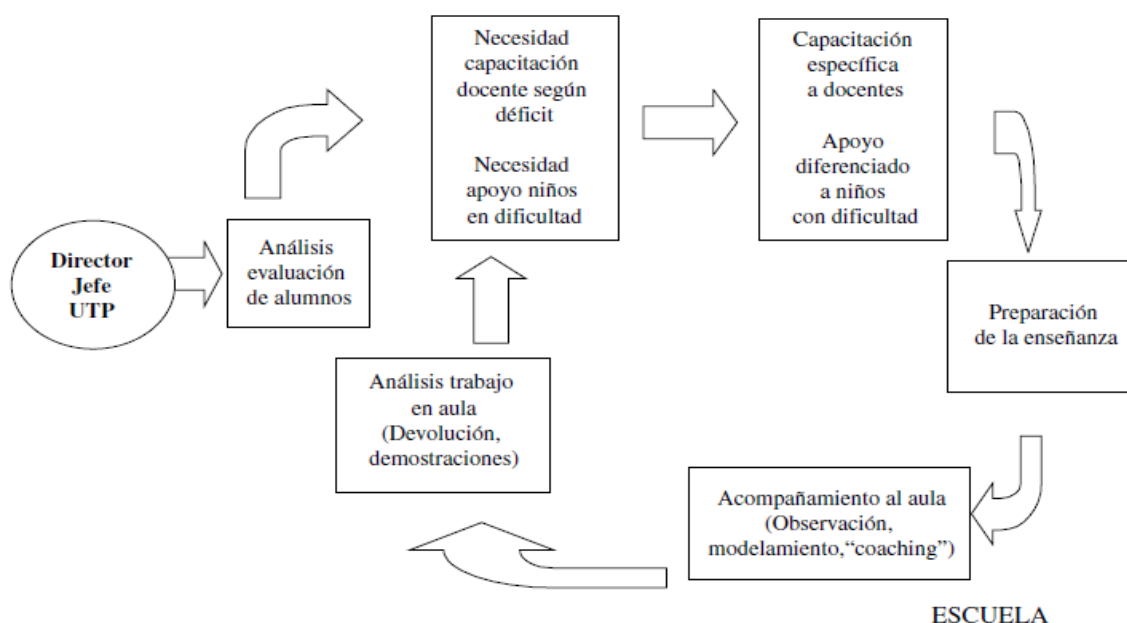 Director
Jefe
UTP
Análisis
evaluación
de alumnos
Necesidad
capacitación
docente según
déficit
Necesidad
apoyo niños
en dificultad
Capacitación
específica
a docentes
Apoyo
diferenciado
a niños
con dificultad
Preparación
de la enseñanza
Acompañamiento al aula
(Observación,
modelamiento,“coaching”)
Análisis trabajo
en aula
(Devolución,
demostraciones)
ESCUELA